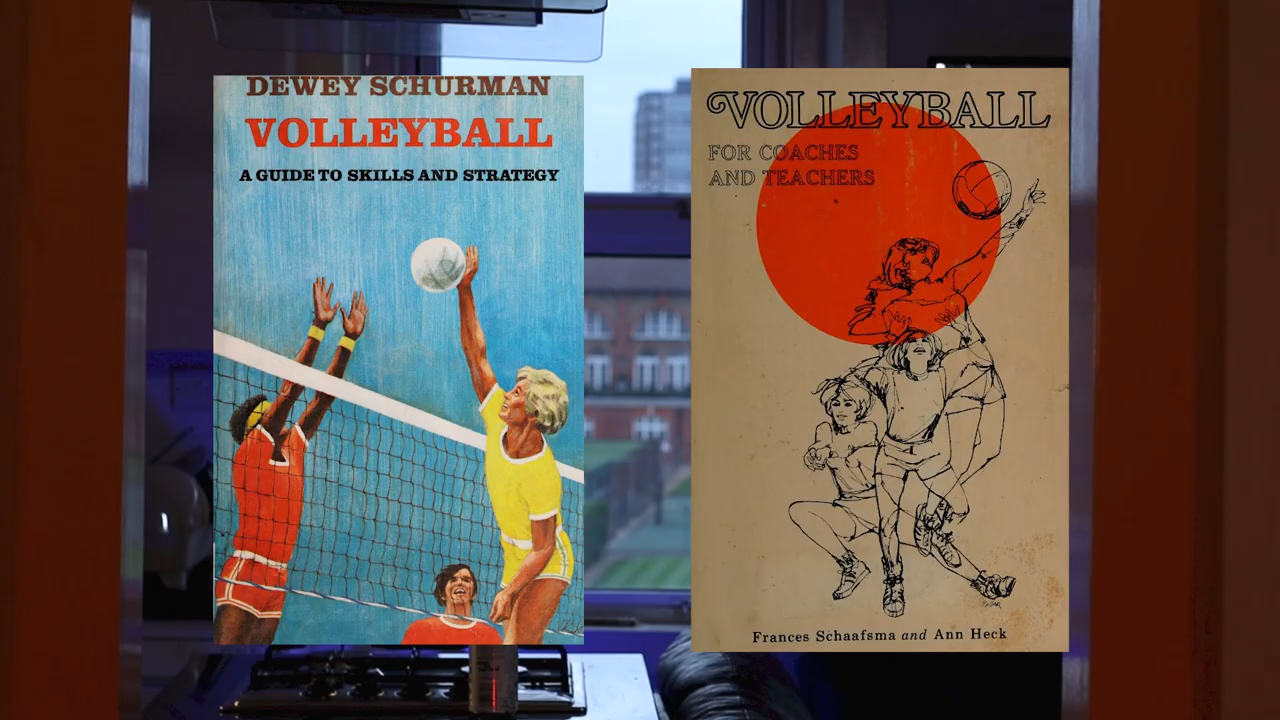 DEWEY SCHURMAN
VOLLEYBALL
A GUIDE TO SKILLS AND STRATEGY
VOLLEYBALL
FOR COACHES
AND TEACHERS
Frances Schaafsma and Ann Heck